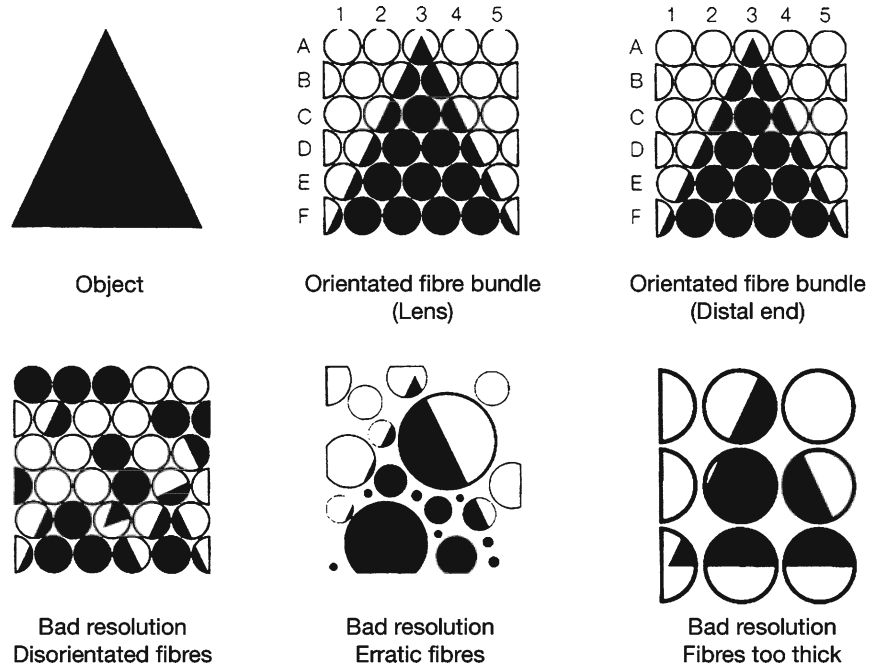 1 2 3 4 5
1 2 3 4 5
A
B
C
D
E
F
A
B
C
D
E
F
Object
Orientated fibre bundle
(Lens)
Orientated fibre bundle
(Distal end)
Bad resolution
Disorientated fibres
Bad resolution
Erratic fibres
Bad resolution
Fibres too thick